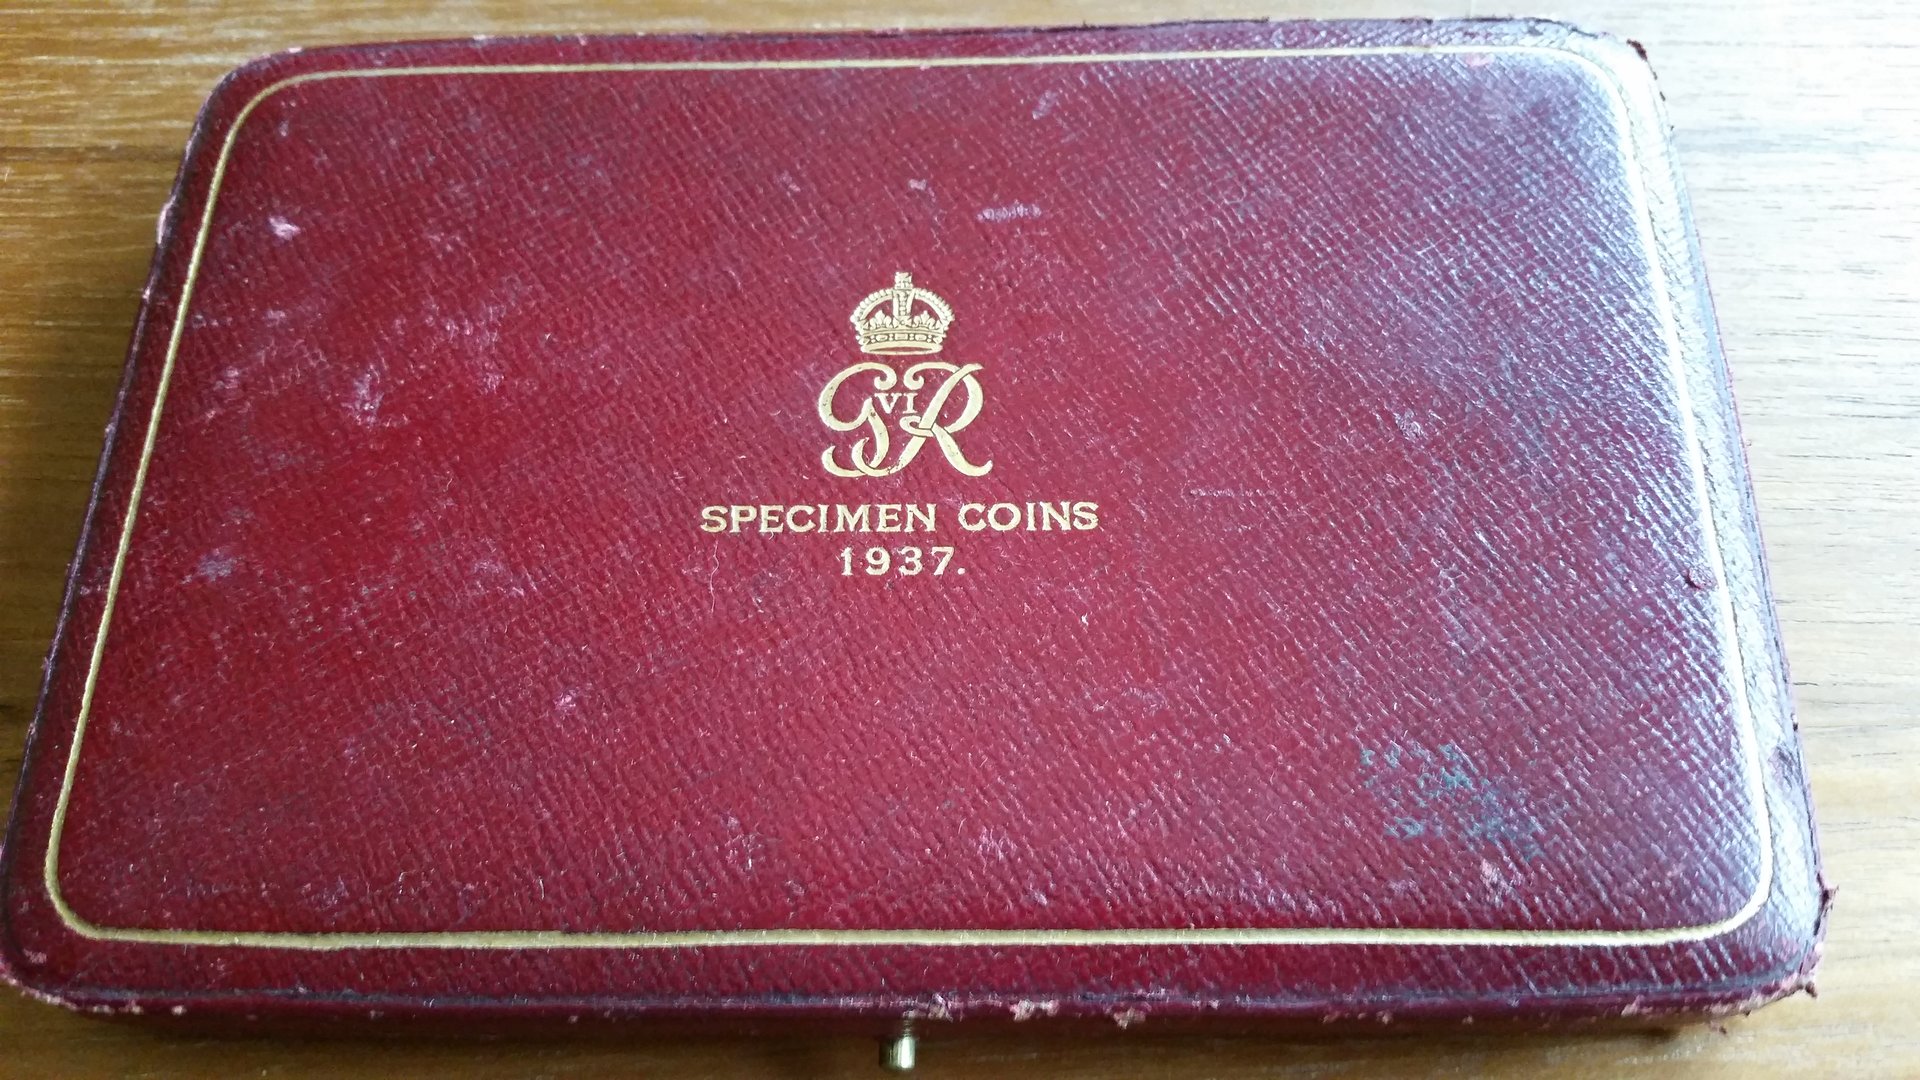 GVIR
SPECIMEN COINS
1937.